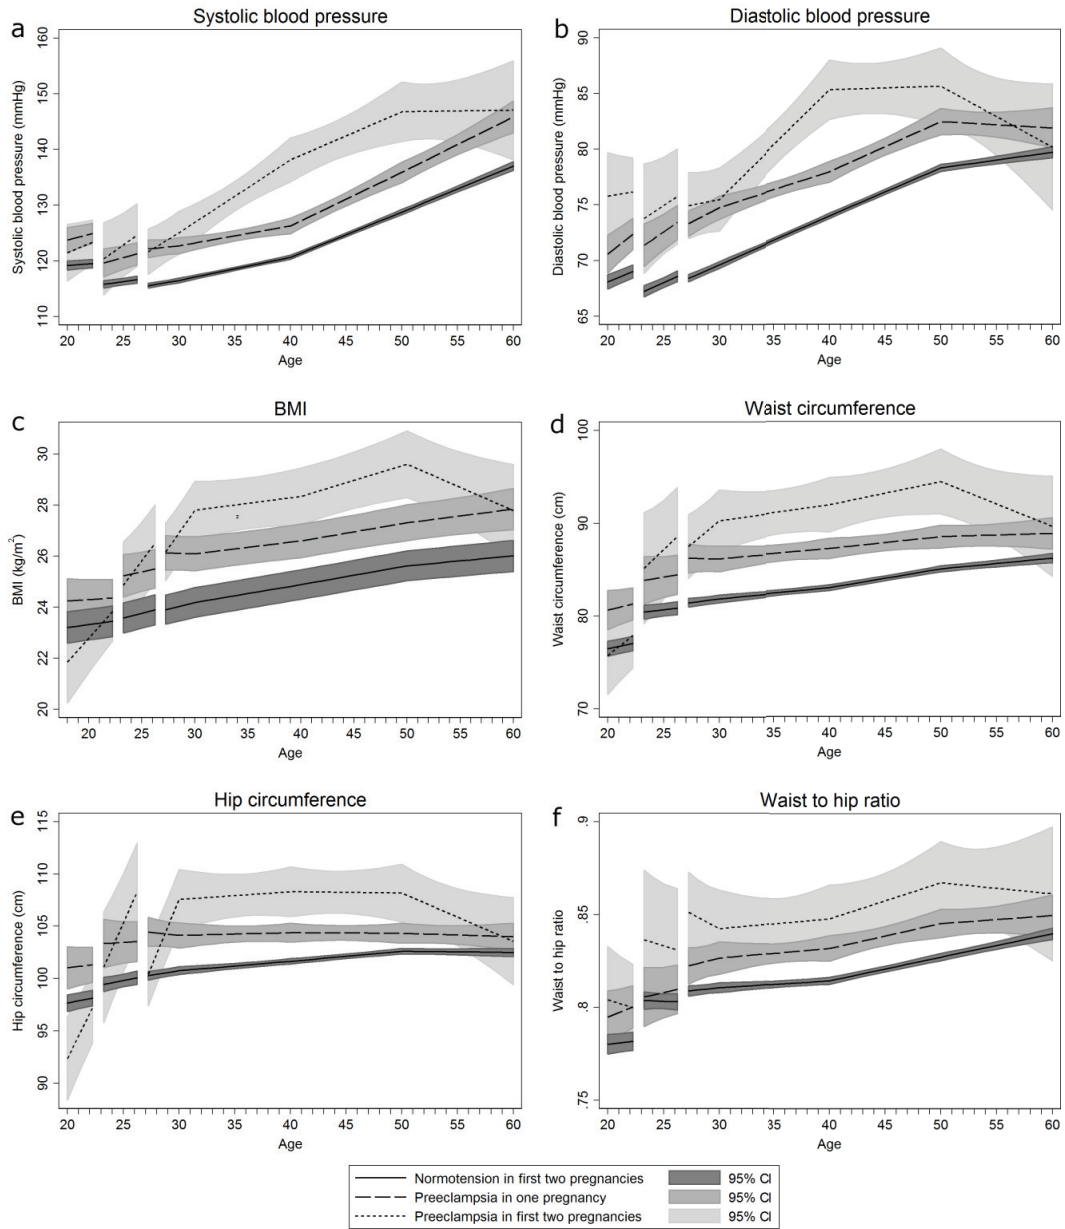 a
Systolic blood pressure
Systolic blood pressure (mmHg)
160
150
140
130
120
110
20 25 30 35 40 45 50 55 60
Age
b
Diastolic blood pressure
Diastolic blood pressure (mmHg)
90
85
80
75
70
65
20 25 30 35 40 45 50 55 60
Age
c
BMI
BMI (kg/m²)
30
28
26
24
22
20
20 25 30 35 40 45 50 55 60
Age
d
Waist circumference
Waist circumference (cm)
100
90
80
70
20 25 30 35 40 45 50 55 60
Age
e
Hip circumference
Hip circumference (cm)
115
110
105
100
95
90
20 25 30 35 40 45 50 55 60
Age
f
Waist to hip ratio
Waist to hip ratio
.9
.85
.8
.75
20 25 30 35 40 45 50 55 60
Age
Normotension in first two pregnancies 95% CI
Preeclampsia in one pregnancy 95% CI
Preeclampsia in first two pregnancies 95% CI